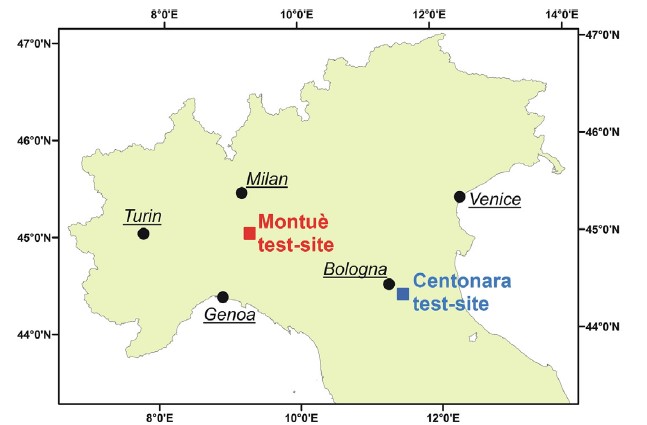 8°0'E 10°0'E 12°0'E 14°0'E
47°0'N 47°0'N
46°0'N 46°0'N
Milan
Turin
Venice
Montuè
test-site
45°0'N 45°0'N
Bologna
Centonara
test-site
Genoa
44°0'N 44°0'N
8°0'E 10°0'E 12°0'E